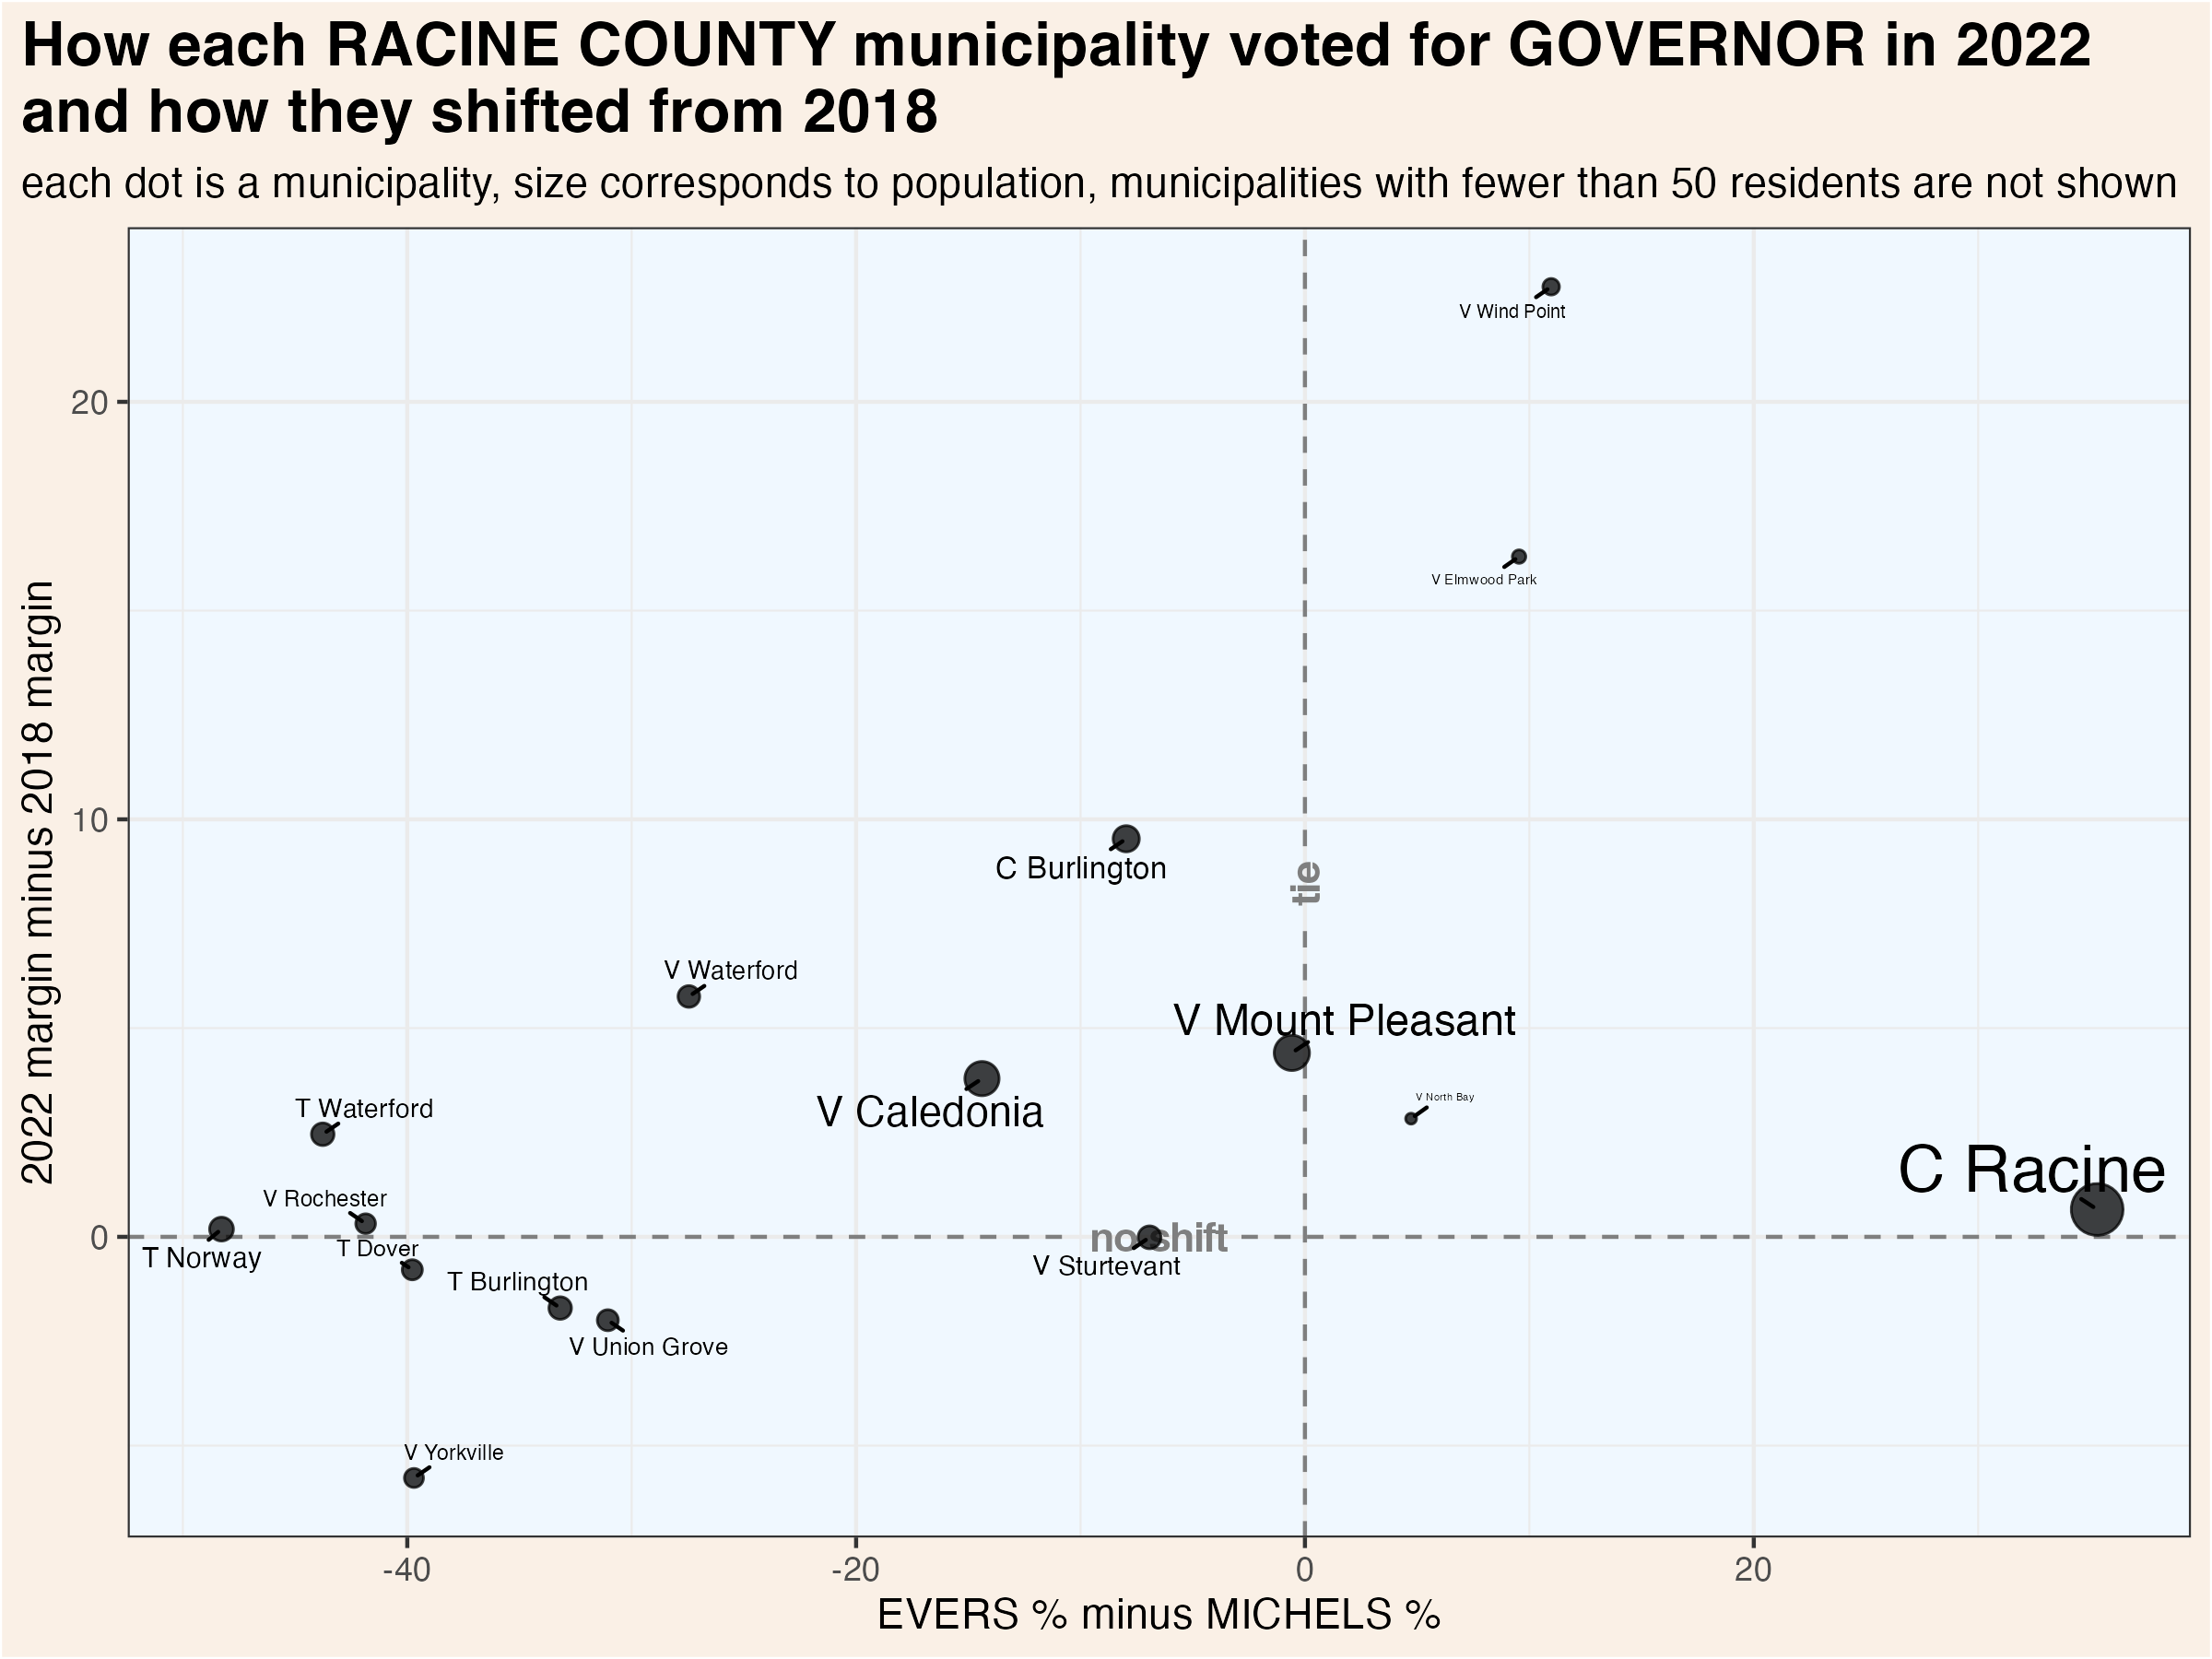 How each RACINE COUNTY municipality voted for GOVERNOR in 2022
and how they shifted from 2018
each dot is a municipality, size corresponds to population, municipalities with fewer than 50 residents are not shown
2022 margin minus 2018 margin
20
10
0
V Wind Point
V Elmwood Park
C Burlington
tie
V Waterford
V Mount Pleasant
V Caledonia
V North Bay
T Waterford
C Racine
V Rochester
no shift
T Norway
T Dover
V Sturtevant
T Burlington
V Union Grove
V Yorkville
-40
-20
0
20
EVERS % minus MICHELS %